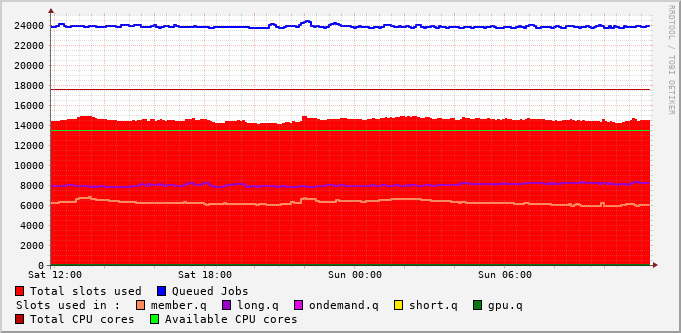 RRDTOOL / TOBI OETIKER
24000
22000
20000
18000
16000
14000
12000
10000
8000
6000
4000
2000
0
Sat 12:00 Sat 18:00 Sun 00:00 Sun 06:00
Total slots used Queued Jobs
Slots used in : member.q long.q ondemand.q short.q gpu.q
Total CPU cores Available CPU cores